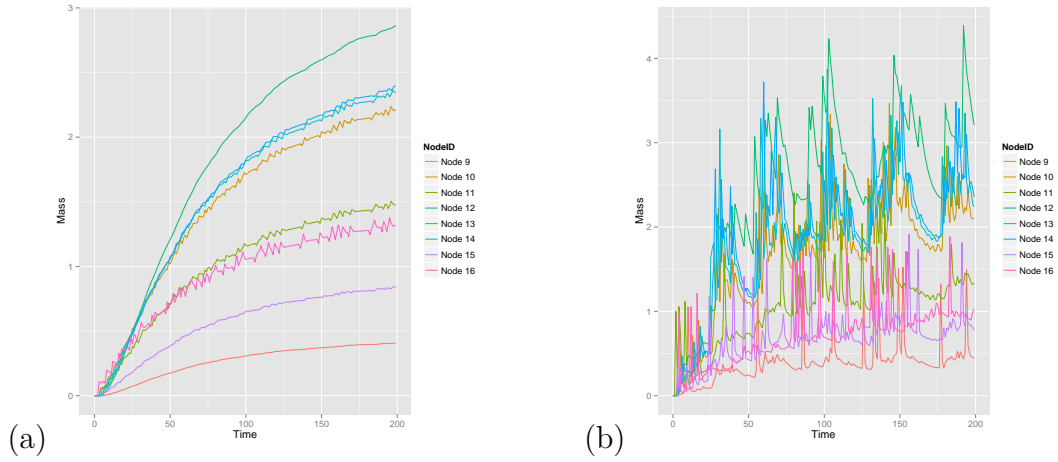 3
2
1
0
Mass
0
50
100
150
200
Time
NodeID
Node 9
Node 10
Node 11
Node 12
Node 13
Node 14
Node 15
Node 16
(a)
4
3
2
1
0
Mass
0
50
100
150
200
Time
NodeID
Node 9
Node 10
Node 11
Node 12
Node 13
Node 14
Node 15
Node 16
(b)